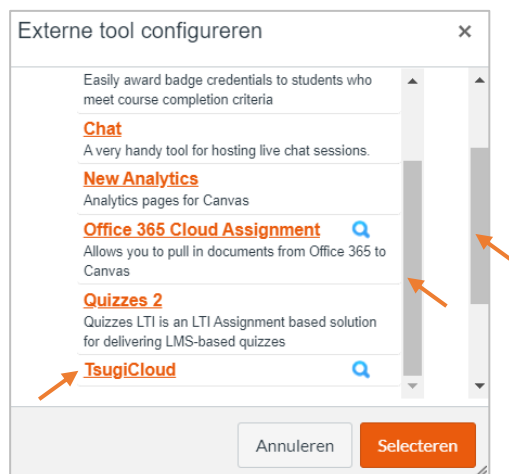 Externe tool configureren
Easily award badge credentials to students who
meet course completion criteria
Chat
A very handy tool for hosting live chat sessions.
New Analytics
Analytics pages for Canvas
Office 365 Cloud Assignment
Allows you to pull in documents from Office 365 to
Canvas
Quizzes 2
Quizzes LTI is an LTI Assignment based solution
for delivering LMS-based quizzes
TsugiCloud
Annuleren
Selecteren